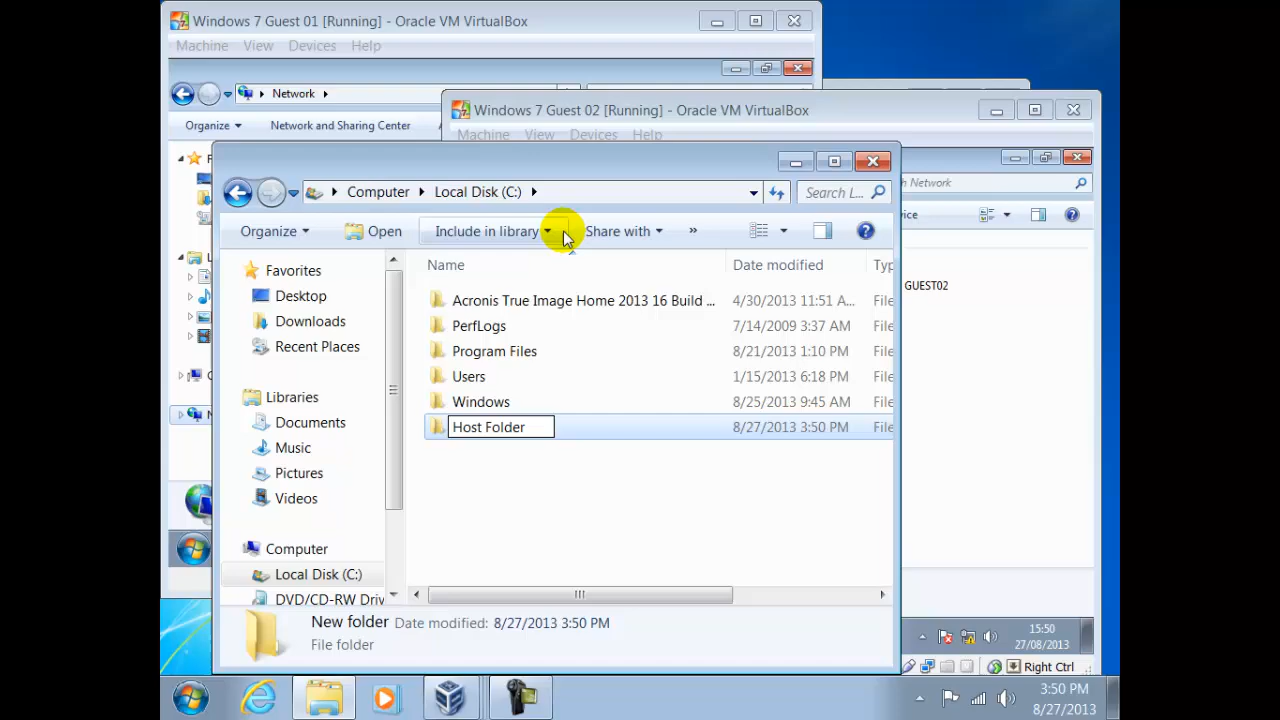 Windows 7 Guest 01 [Running] - Oracle VM VirtualBox
Machine View Devices Help
Network
Organize Network and Sharing Center
Windows 7 Guest 02 [Running] - Oracle VM VirtualBox
Machine View Devices Help
Computer Local Disk (C:) Search L...
Network
Organize Open Include in library Share with »
Name Date modified Typ
Favorites
Desktop
Downloads
Recent Places
Libraries
Documents
Music
Pictures
Videos
Computer
Local Disk (C:)
DVD/CD-RW Driv
Acronis True Image Home 2013 16 Build ... 4/30/2013 11:51 A... File
PerfLogs 7/14/2009 3:37 AM File
Program Files 8/21/2013 1:10 PM File
Users 1/15/2013 6:18 PM File
Windows 8/25/2013 9:45 AM File
Host Folder 8/27/2013 3:50 PM File
GUEST02
New folder Date modified: 8/27/2013 3:50 PM
File folder
15:50
27/08/2013
Right Ctrl
3:50 PM
8/27/2013